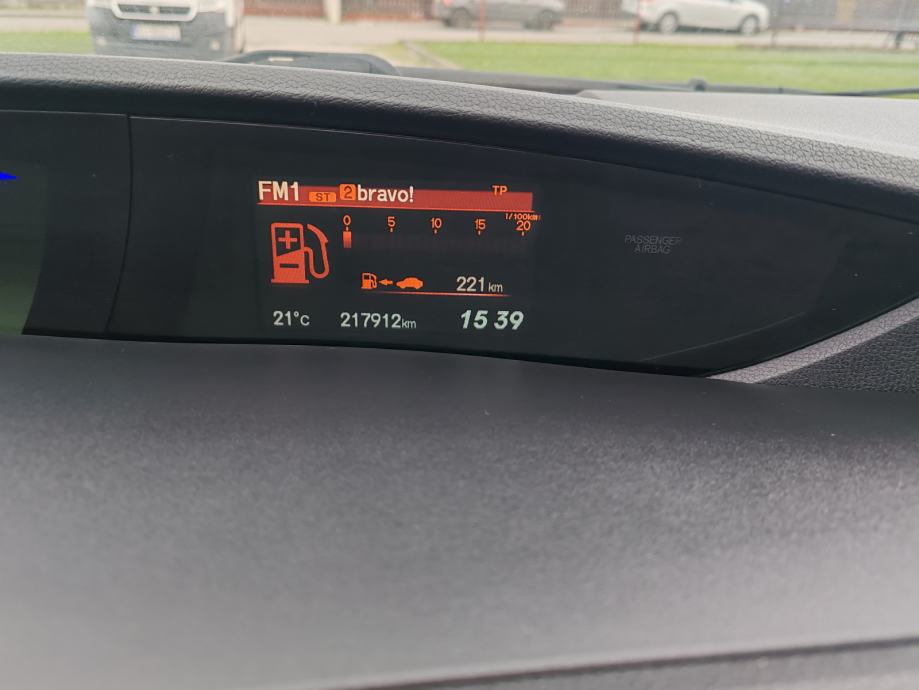 FM1 ST 2 bravo! TP
l/100km
0 5 10 15 20
221 km
21°C 217912km 15 39
PASSENGER
AIRBAG